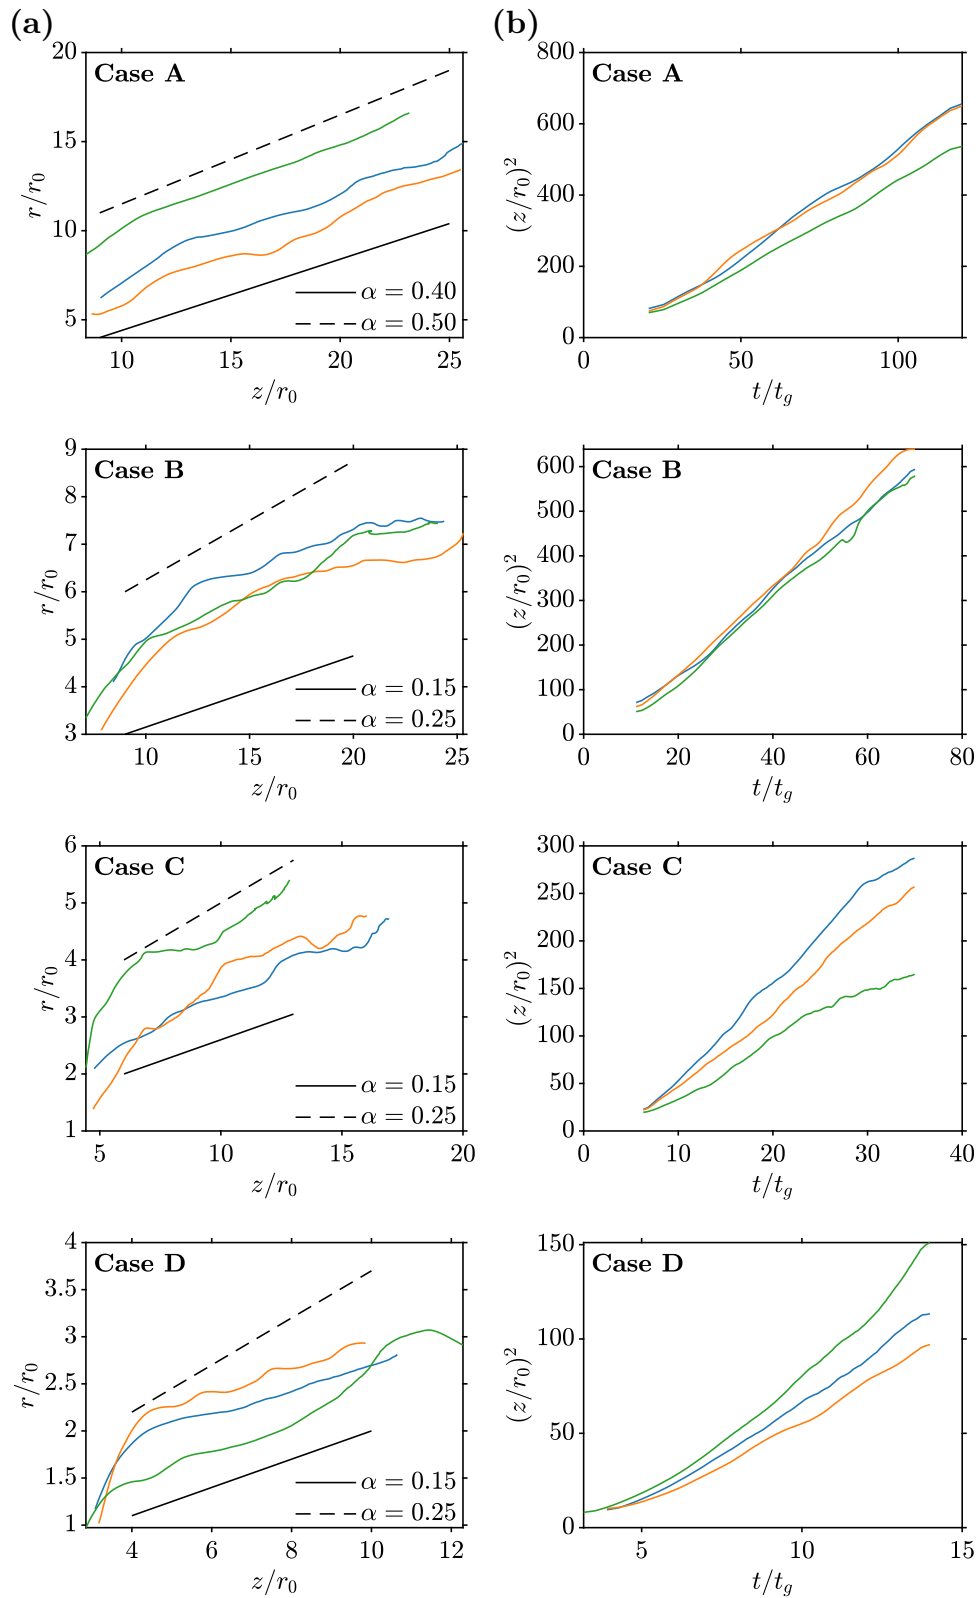 (a)
(b)
20
15
10
5
r/r₀
Case A
α = 0.40
α = 0.50
10 15 20 25
z/r₀
800
600
400
200
0
(z/r₀)²
Case A
0 50 100
t/t_g
9
8
7
6
5
4
3
r/r₀
Case B
α = 0.15
α = 0.25
10 15 20 25
z/r₀
600
500
400
300
200
100
0
(z/r₀)²
Case B
0 20 40 60 80
t/t_g
6
5
4
3
2
1
r/r₀
Case C
α = 0.15
α = 0.25
5 10 15 20
z/r₀
300
250
200
150
100
50
0
(z/r₀)²
Case C
0 10 20 30 40
t/t_g
4
3.5
3
2.5
2
1.5
1
r/r₀
Case D
α = 0.15
α = 0.25
4 6 8 10 12
z/r₀
150
100
50
0
(z/r₀)²
Case D
5 10 15
t/t_g